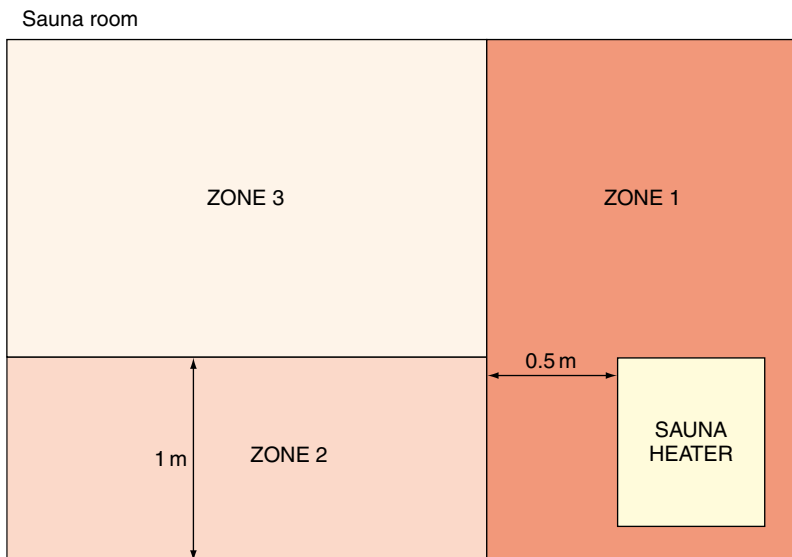 Sauna room
ZONE 3
ZONE 1
0.5 m
1 m
ZONE 2
SAUNA
HEATER